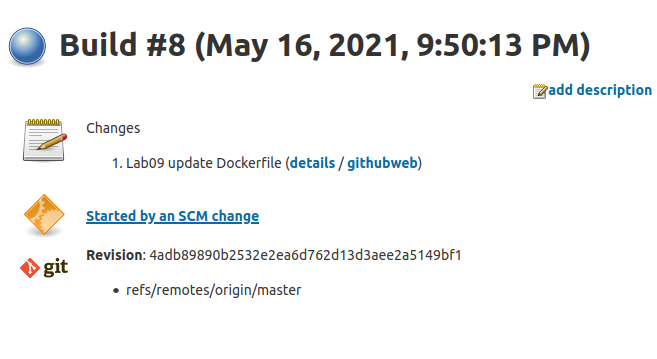 Build #8 (May 16, 2021, 9:50:13 PM)
add description
Changes
1. Lab09 update Dockerfile (details / githubweb)
Started by an SCM change
git
Revision: 4adb89890b2532e2ea6d762d13d3aee2a5149bf1
• refs/remotes/origin/master